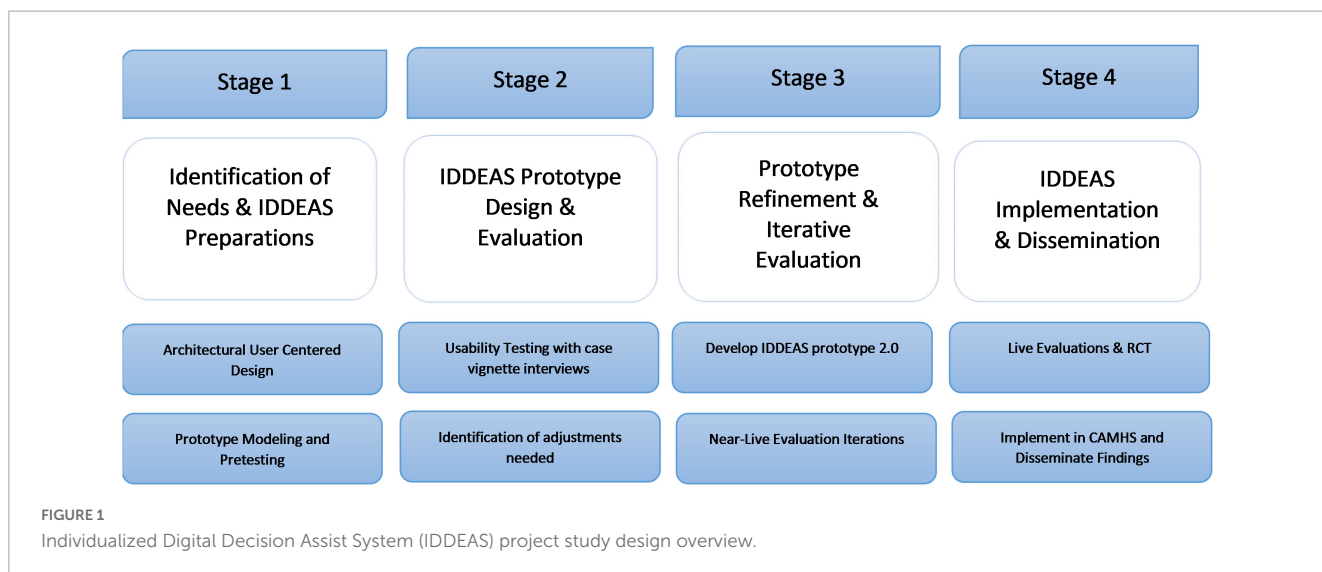 Stage 1
Stage 2
Stage 3
Stage 4
Identification of
Needs & IDDEAS
Preparations
IDDEAS Prototype
Design &
Evaluation
Prototype
Refinement &
Iterative
Evaluation
IDDEAS
Implementation
& Dissemination
Architectural User Centered
Design
Usability Testing with case
vignette interviews
Develop IDDEAS prototype 2.0
Live Evaluations & RCT
Prototype Modeling and
Pretesting
Identification of adjustments
needed
Near-Live Evaluation Iterations
Implement in CAMHS and
Disseminate Findings
FIGURE 1
Individualized Digital Decision Assist System (IDDEAS) project study design overview.